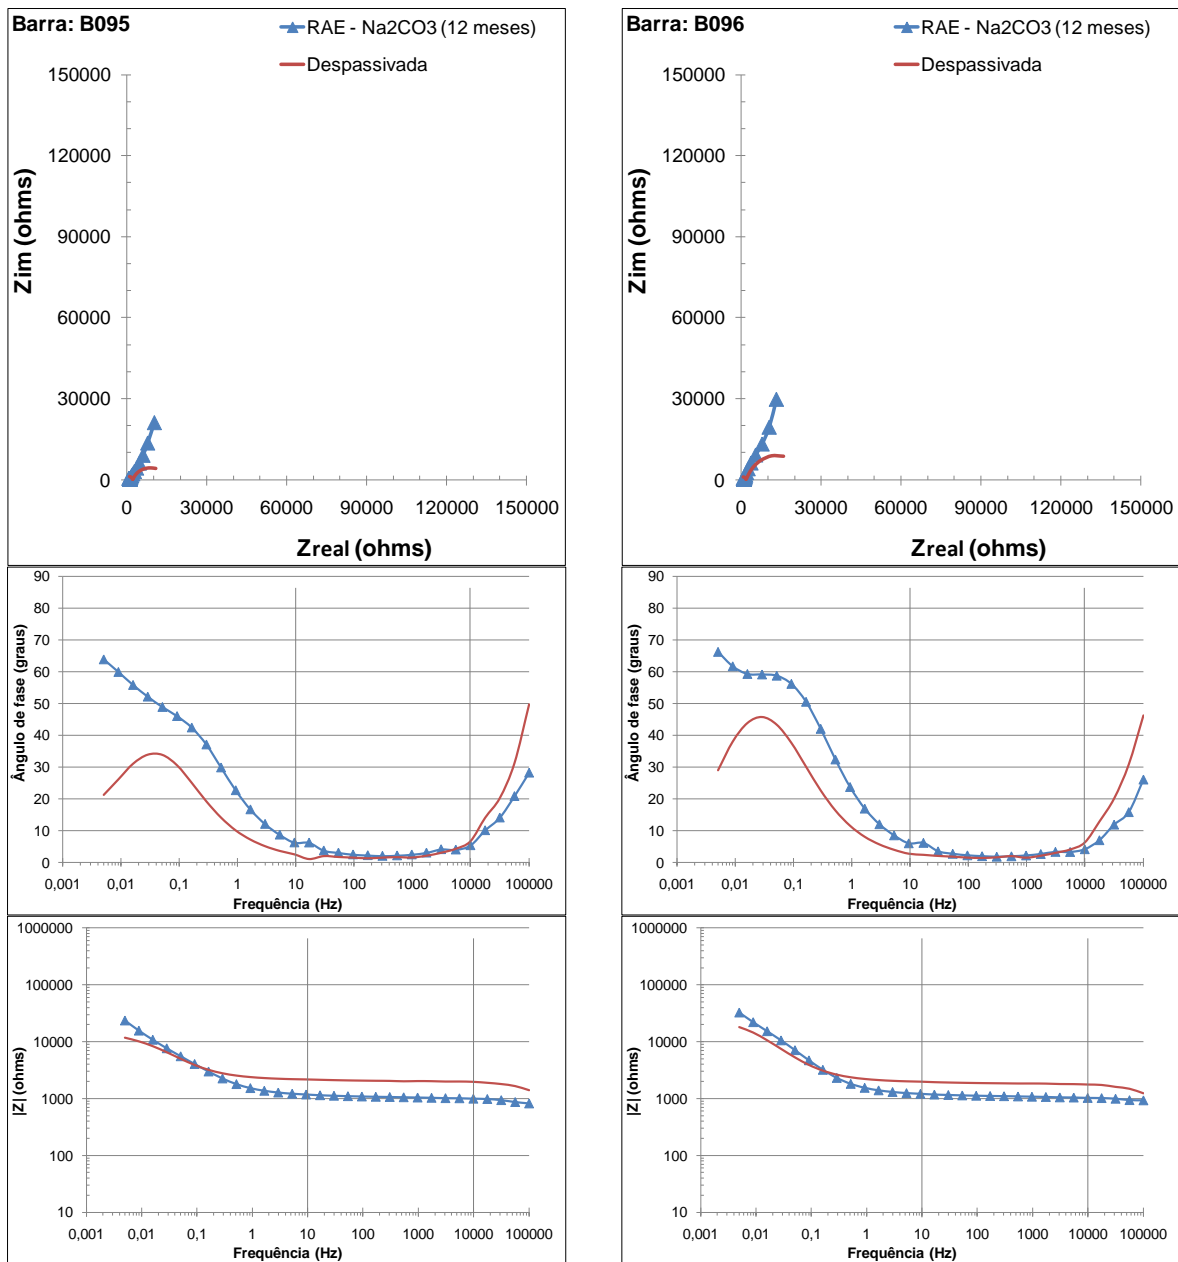 Barra: B095
RAE - Na2CO3 (12 meses)
Despassivada
150000
120000
90000
60000
30000
0
Zim (ohms)
0 30000 60000 90000 120000 150000
Zreal (ohms)
90
80
70
60
50
40
30
20
10
0
Ângulo de fase (graus)
0,001 0,01 0,1 1 10 100 1000 10000 100000
Frequência (Hz)
1000000
100000
10000
1000
100
10
|Z| (ohms)
0,001 0,01 0,1 1 10 100 1000 10000 100000
Frequência (Hz)
Barra: B096
RAE - Na2CO3 (12 meses)
Despassivada
150000
120000
90000
60000
30000
0
Zim (ohms)
0 30000 60000 90000 120000 150000
Zreal (ohms)
90
80
70
60
50
40
30
20
10
0
Ângulo de fase (graus)
0,001 0,01 0,1 1 10 100 1000 10000 100000
Frequência (Hz)
1000000
100000
10000
1000
100
10
|Z| (ohms)
0,001 0,01 0,1 1 10 100 1000 10000 100000
Frequência (Hz)